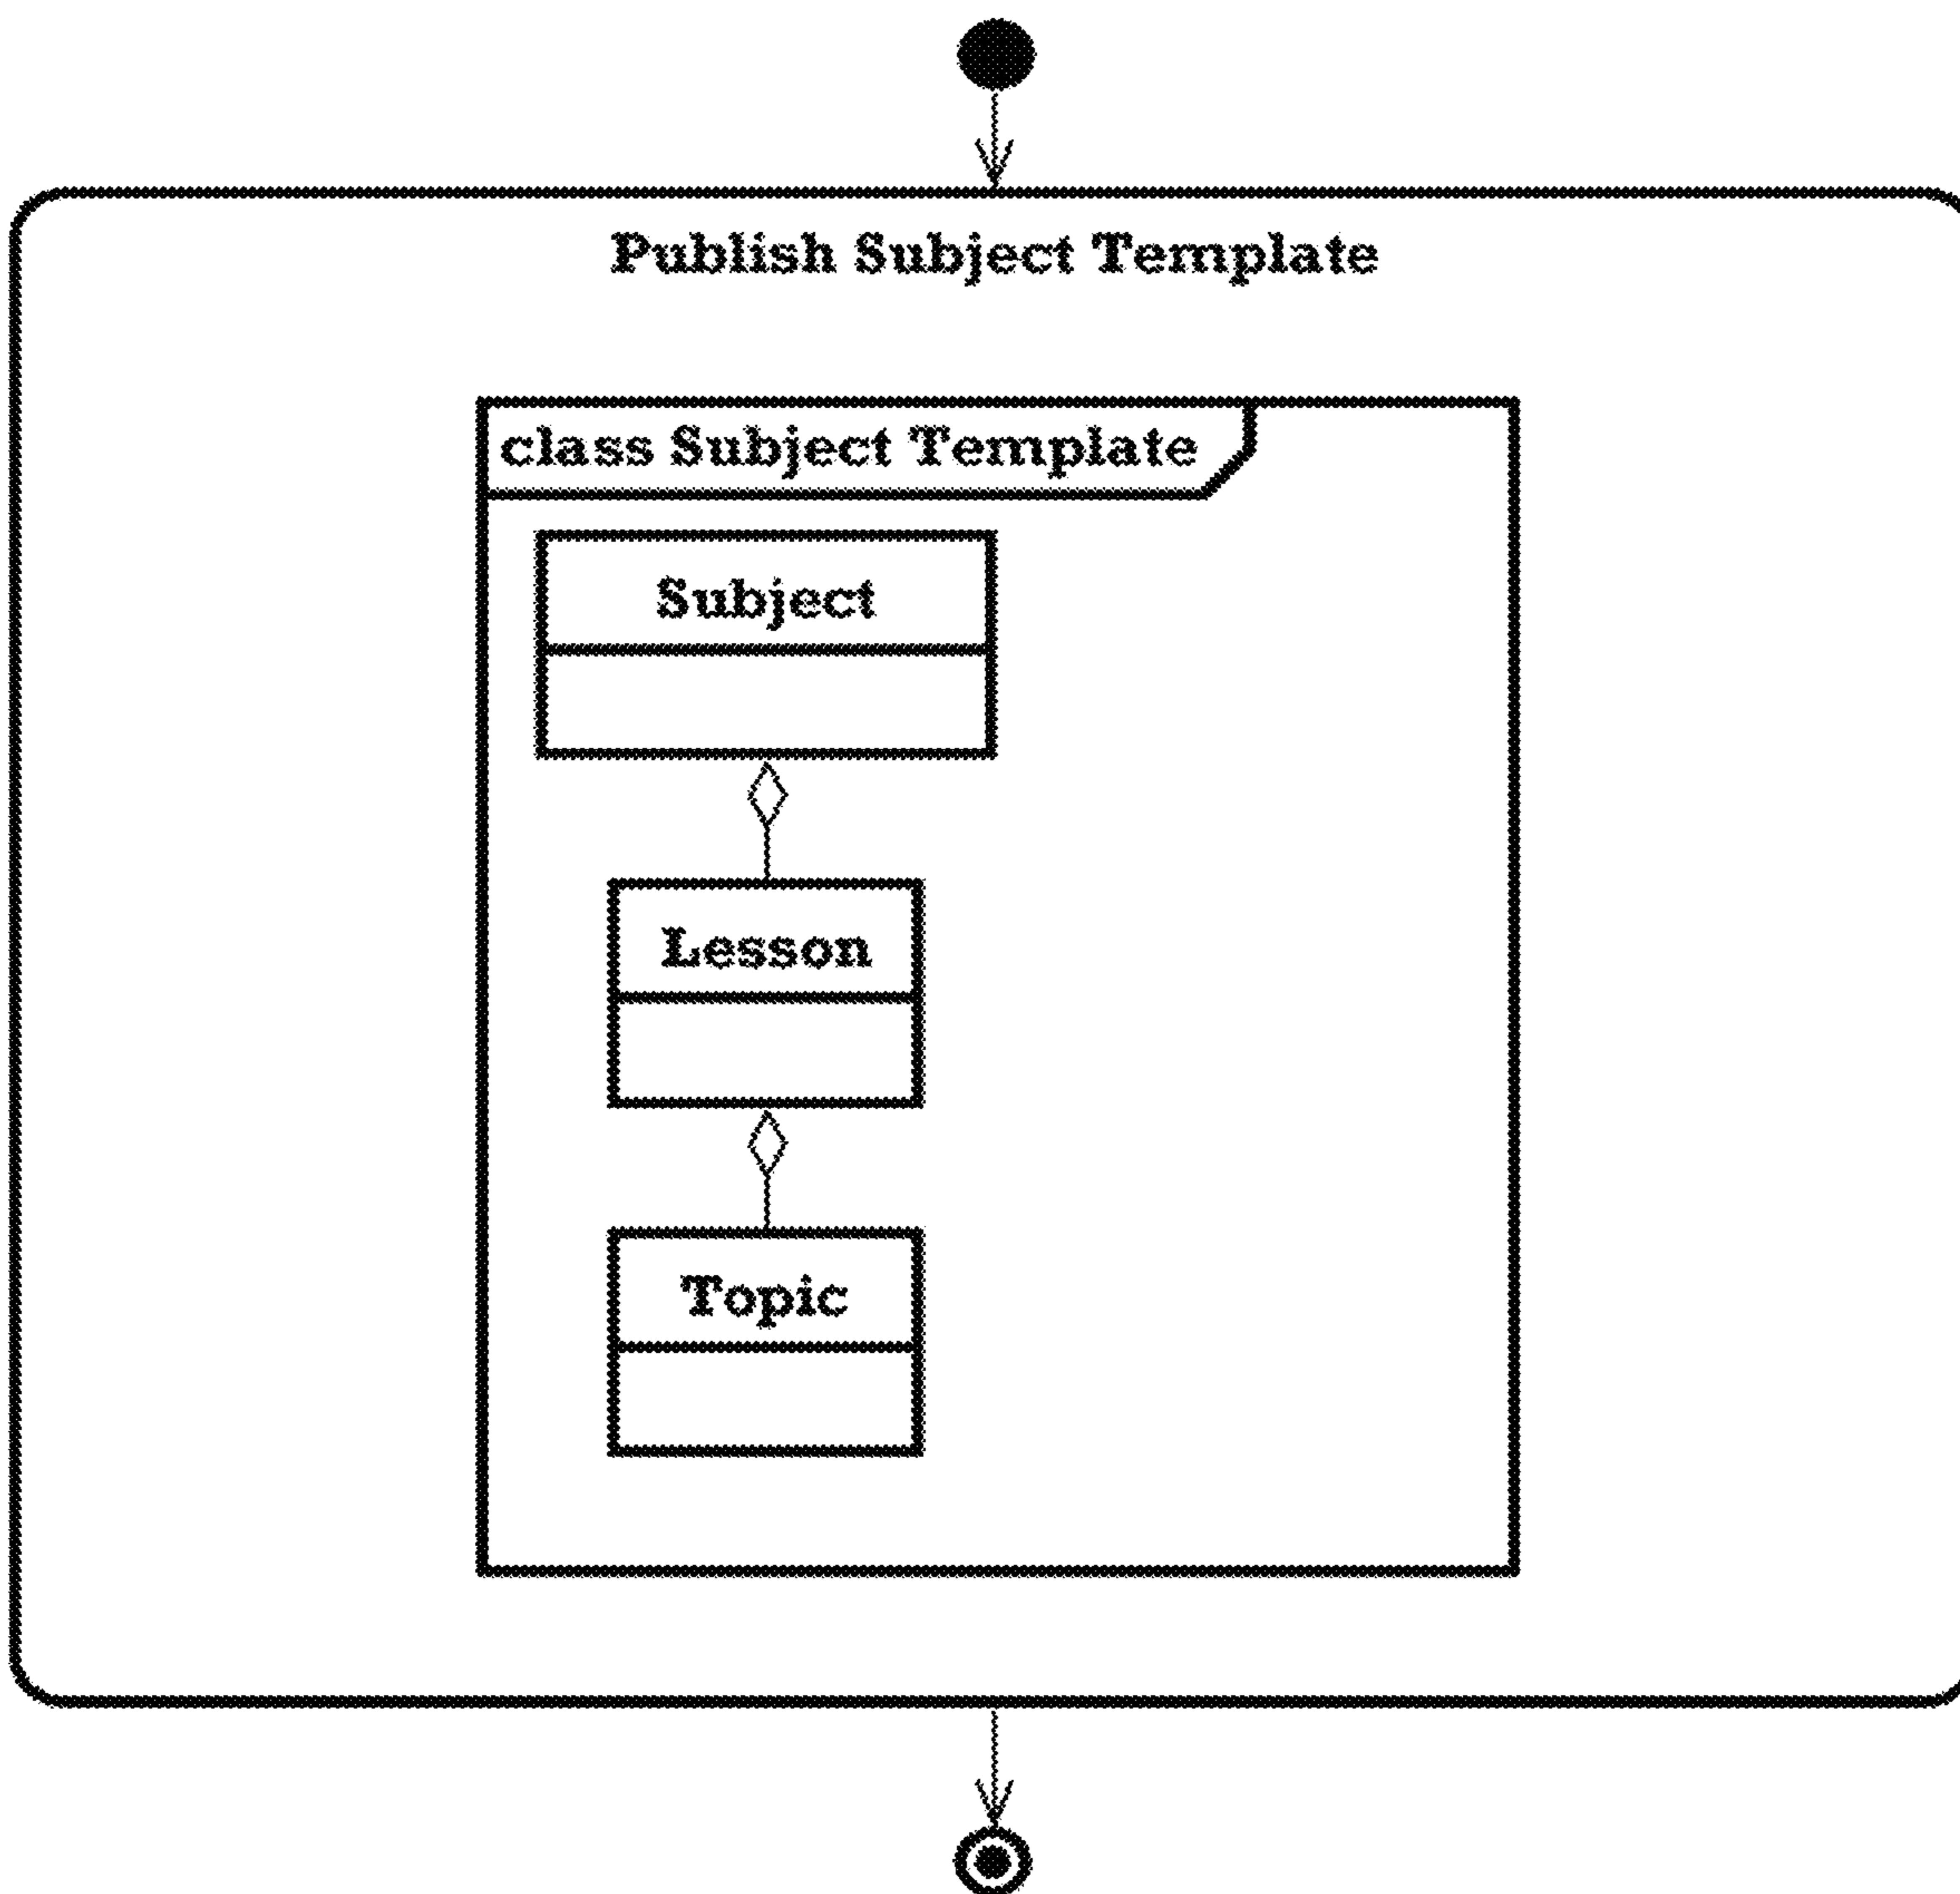 Publish Subject Template
class Subject Template
Subject
Lesson
Topic